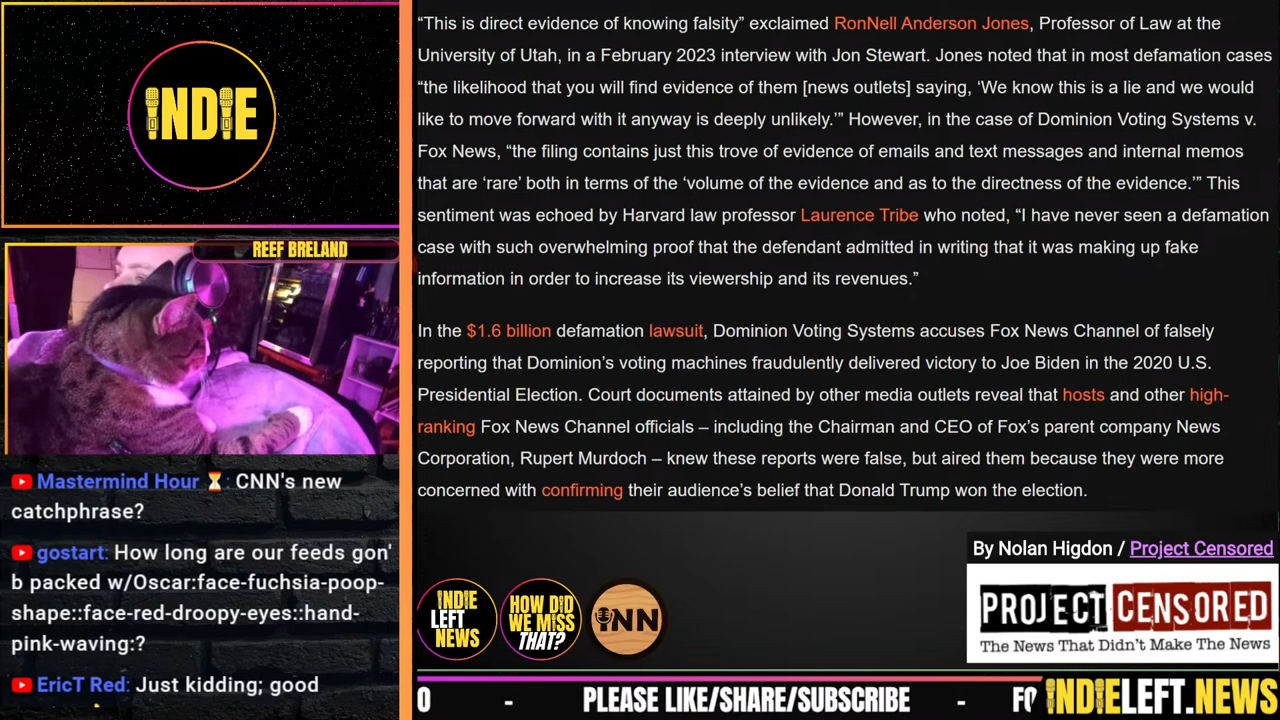 INDIE
REEF BRELAND
Mastermind Hour ⏳: CNN's new
catchphrase?
gostart: How long are our feeds gon'
b packed w/Oscar:face-fuchsia-poop-
shape::face-red-droopy-eyes::hand-
pink-waving:?
EricT Red: Just kidding; good
“This is direct evidence of knowing falsity” exclaimed RonNell Anderson Jones, Professor of Law at the
University of Utah, in a February 2023 interview with Jon Stewart. Jones noted that in most defamation cases
“the likelihood that you will find evidence of them [news outlets] saying, ‘We know this is a lie and we would
like to move forward with it anyway is deeply unlikely.’” However, in the case of Dominion Voting Systems v.
Fox News, “the filing contains just this trove of evidence of emails and text messages and internal memos
that are ‘rare’ both in terms of the ‘volume of the evidence and as to the directness of the evidence.’” This
sentiment was echoed by Harvard law professor Laurence Tribe who noted, “I have never seen a defamation
case with such overwhelming proof that the defendant admitted in writing that it was making up fake
information in order to increase its viewership and its revenues.”
In the $1.6 billion defamation lawsuit, Dominion Voting Systems accuses Fox News Channel of falsely
reporting that Dominion’s voting machines fraudulently delivered victory to Joe Biden in the 2020 U.S.
Presidential Election. Court documents attained by other media outlets reveal that hosts and other high-
ranking Fox News Channel officials – including the Chairman and CEO of Fox’s parent company News
Corporation, Rupert Murdoch – knew these reports were false, but aired them because they were more
concerned with confirming their audience’s belief that Donald Trump won the election.
By Nolan Higdon / Project Censored
PROJECT CENSORED
The News That Didn't Make The News
INDIE
LEFT
NEWS
HOW DID
WE MISS
THAT?
INN
O - PLEASE LIKE/SHARE/SUBSCRIBE - FO
INDIELEFT.NEWS